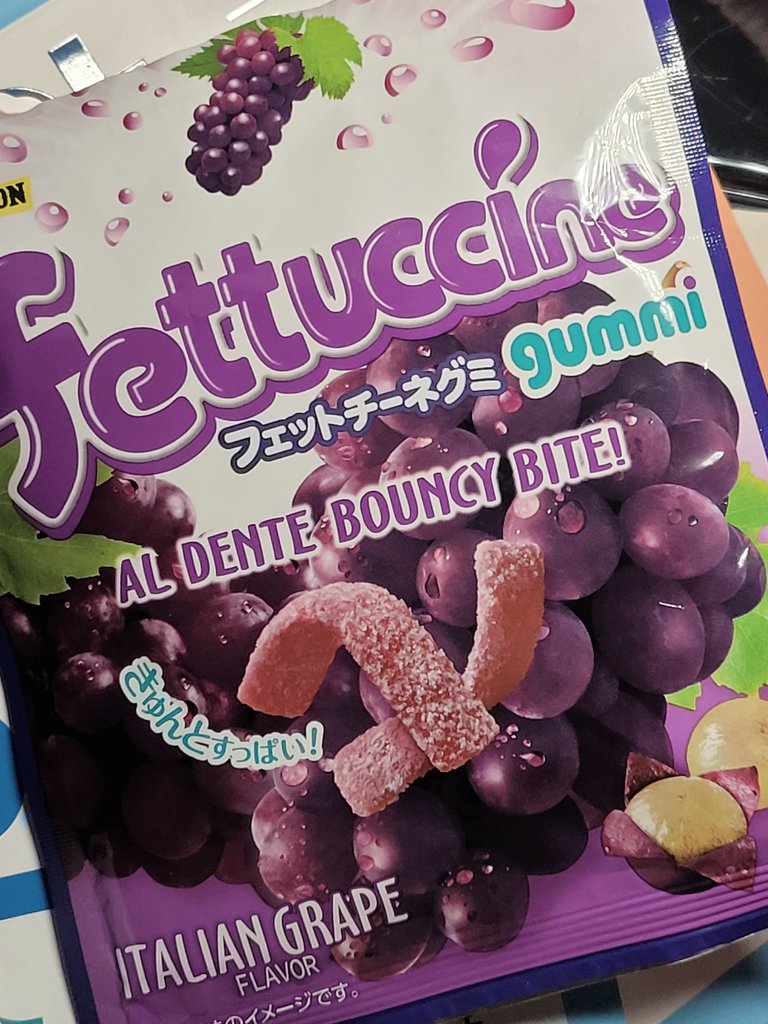 ON
fettuccine
フェットチーネグミ gummi
AL DENTE BOUNCY BITE!
きゅんとすっぱい!
ITALIAN GRAPE
FLAVOR
のイメージです。